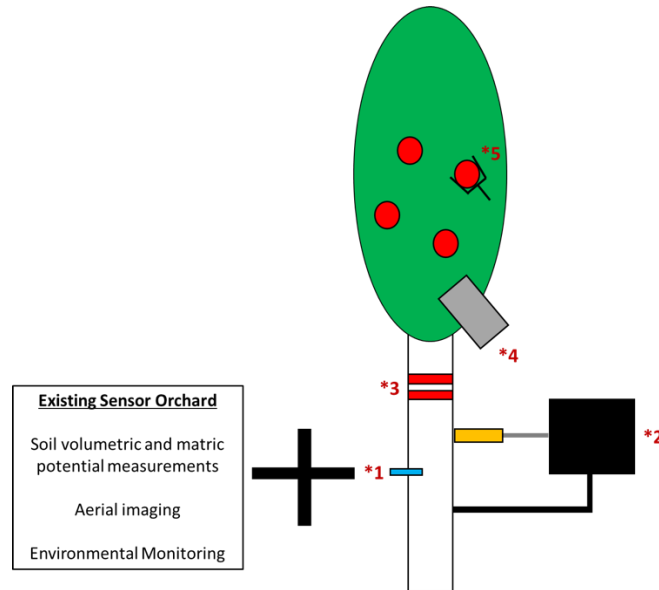 *5
*4
*3
*2
*1
Existing Sensor Orchard
Soil volumetric and matric
potential measurements
Aerial imaging
Environmental Monitoring